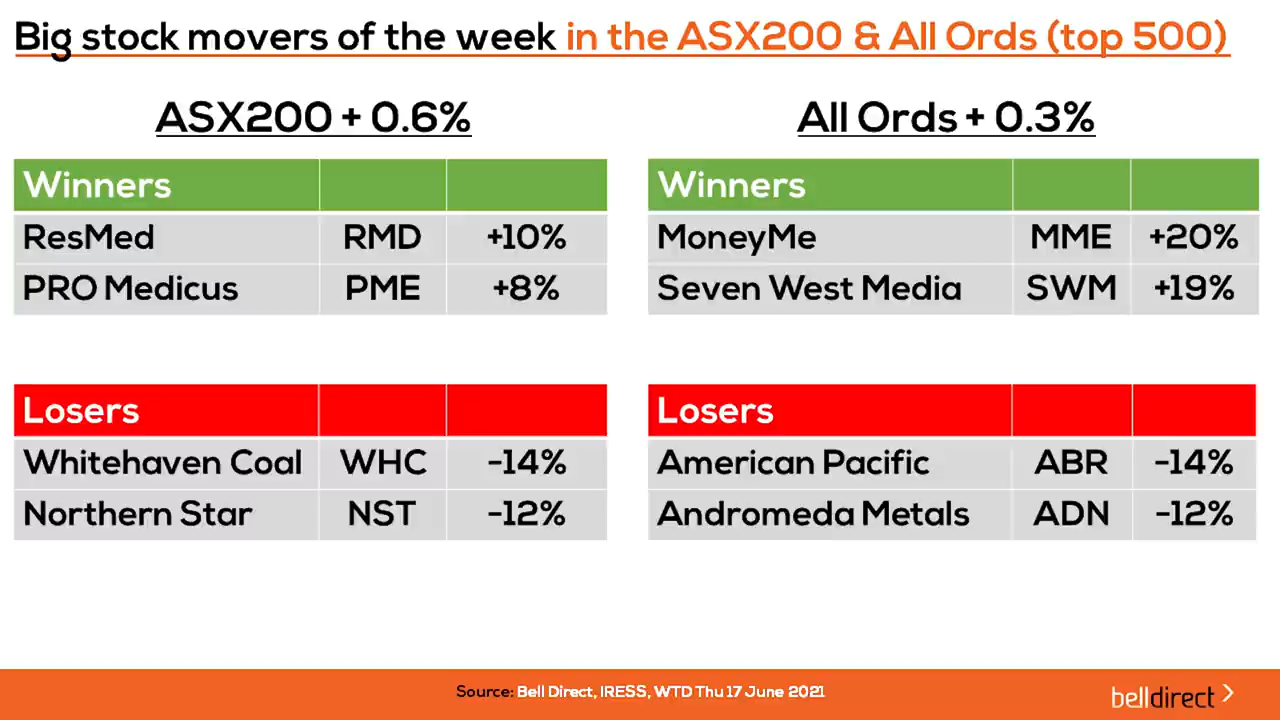 Big stock movers of the week in the ASX200 & All Ords (top 500)
ASX200 + 0.6%
Winners
ResMed RMD +10%
PRO Medicus PME +8%
Losers
Whitehaven Coal WHC -14%
Northern Star NST -12%
All Ords + 0.3%
Winners
MoneyMe MME +20%
Seven West Media SWM +19%
Losers
American Pacific ABR -14%
Andromeda Metals ADN -12%
Source: Bell Direct, IRESS, WTD Thu 17 June 2021
belldirect